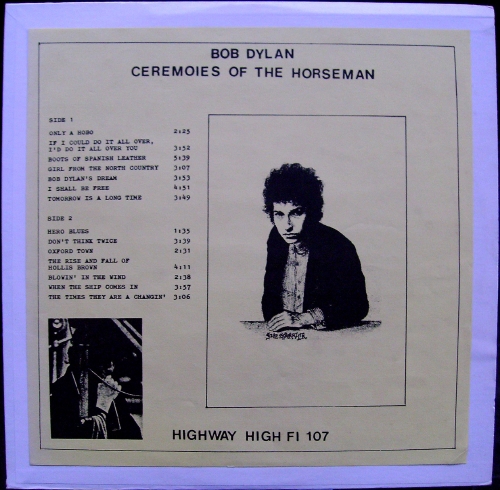 BOB DYLAN
CEREMOIES OF THE HORSEMAN
SIDE 1
ONLY A HOBO 2:25
IF I COULD DO IT ALL OVER,
I'D DO IT ALL OVER YOU 3:52
BOOTS OF SPANISH LEATHER 5:39
GIRL FROM THE NORTH COUNTRY 3:07
BOB DYLAN'S DREAM 3:53
I SHALL BE FREE 4:51
TOMORROW IS A LONG TIME 3:49
SIDE 2
HERO BLUES 1:35
DON'T THINK TWICE 3:39
OXFORD TOWN 2:31
THE RISE AND FALL OF
HOLLIS BROWN 4:11
BLOWIN' IN THE WIND 2:38
WHEN THE SHIP COMES IN 3:57
THE TIMES THEY ARE A CHANGIN' 3:06
HIGHWAY HIGH FI 107